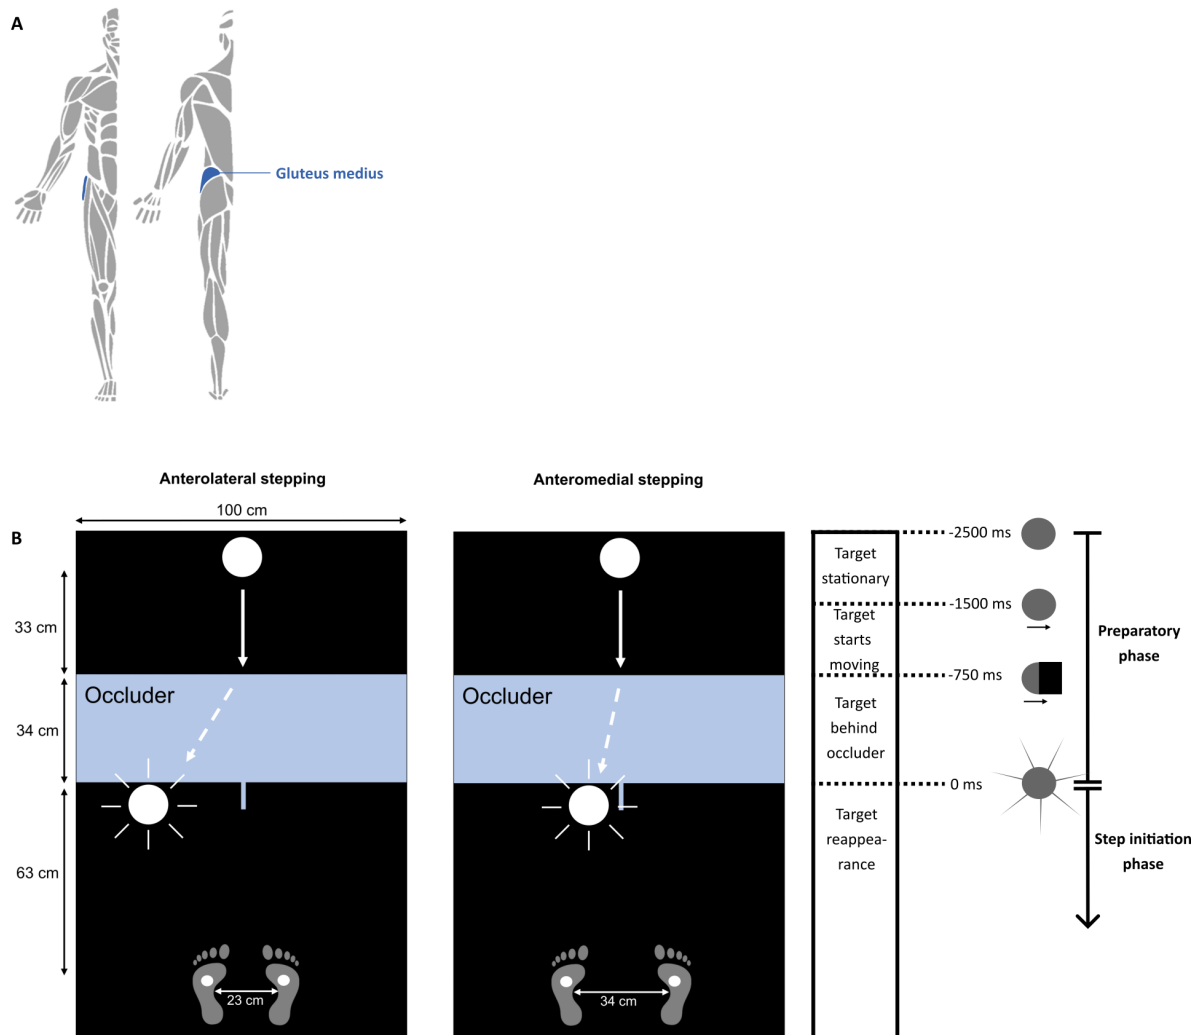 A
Gluteus medius
Anterolateral stepping
Anteromedial stepping
100 cm
B
33 cm
34 cm
63 cm
Occluder
23 cm
Occluder
34 cm
Target
stationary
Target
starts
moving
Target
behind
occluder
Target
reappea-
rance
-2500 ms
-1500 ms
-750 ms
0 ms
Preparatory
phase
Step initiation
phase